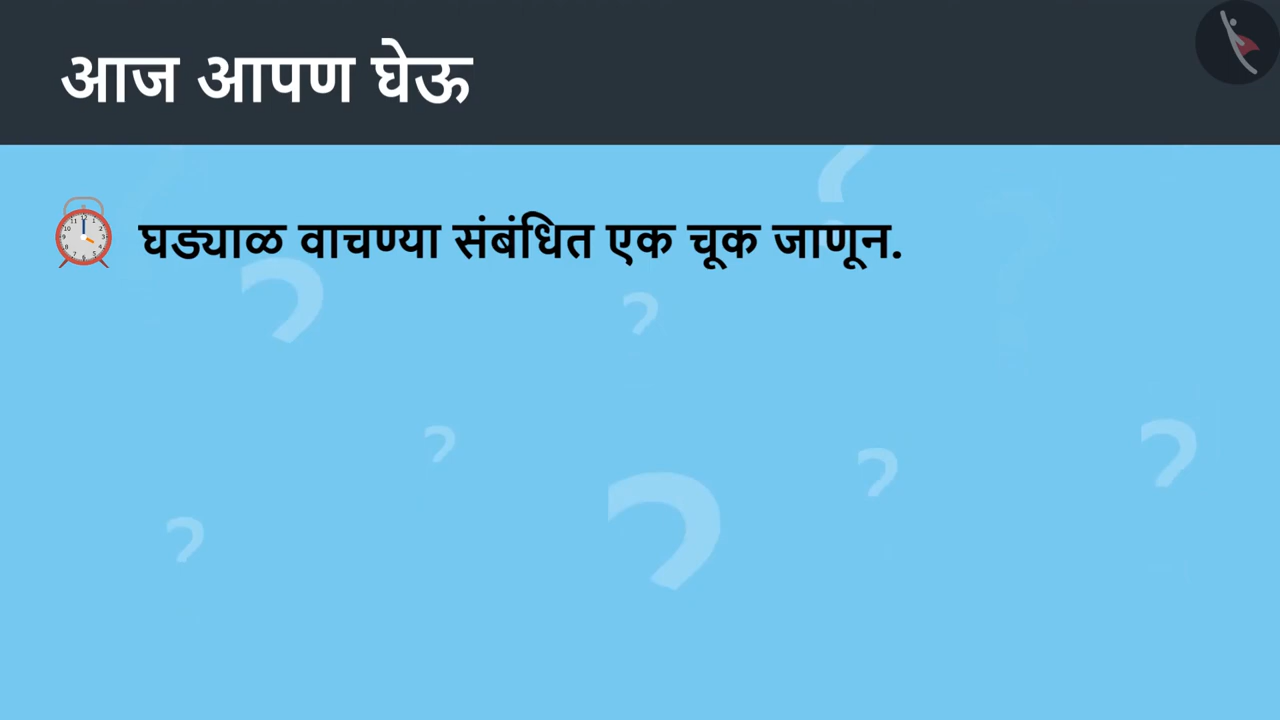 आज आपण घेऊ
घड्याळ वाचण्या संबंधित एक चूक जाणून.